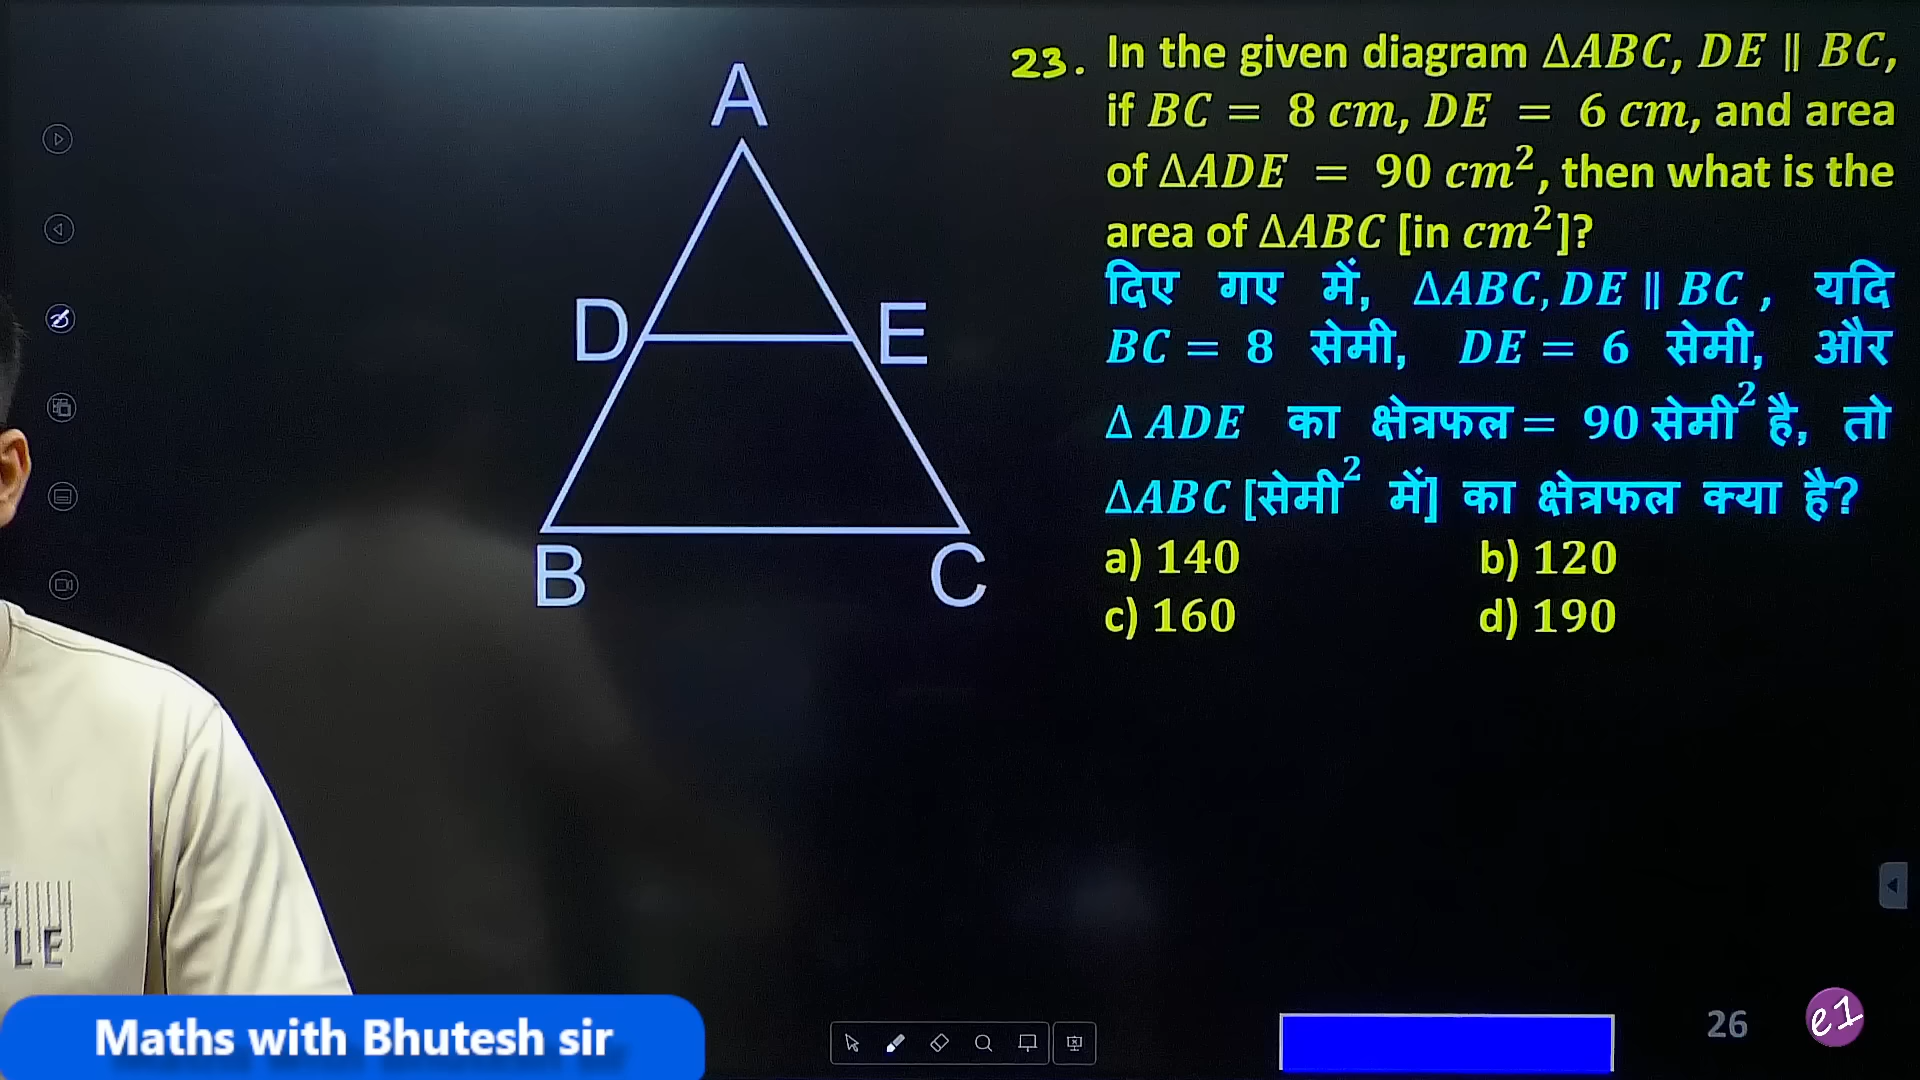 A
D
E
B
C
23. In the given diagram ΔABC, DE ∥ BC,
if BC = 8 cm, DE = 6 cm, and area
of ΔADE = 90 cm², then what is the
area of ΔABC [in cm²]?
दिए गए में, ΔABC, DE ∥ BC , यदि
BC = 8 सेमी, DE = 6 सेमी, और
Δ ADE का क्षेत्रफल = 90 सेमी² है, तो
ΔABC [सेमी² में] का क्षेत्रफल क्या है?
a) 140 b) 120
c) 160 d) 190
LE
Maths with Bhutesh sir
26
e1